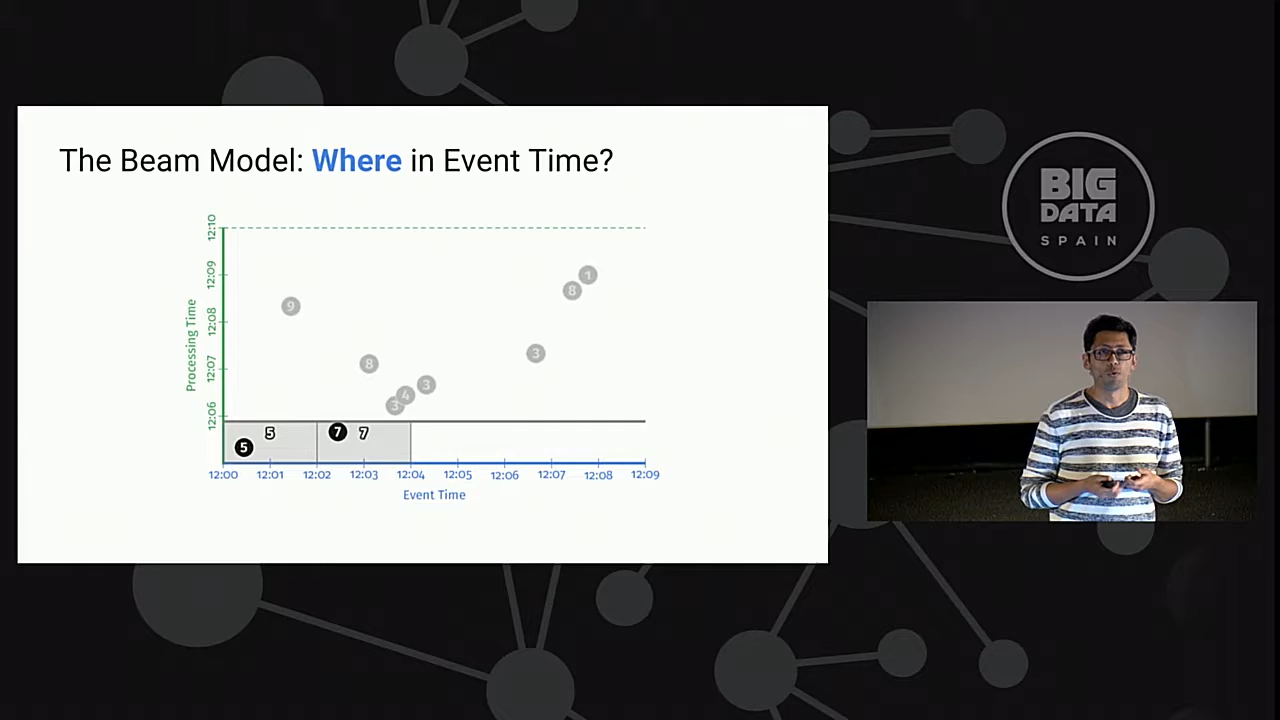 The Beam Model: Where in Event Time?
12:10
12:09
12:08
12:07
12:06
Processing Time
9
8
3
4
3
3
8
1
5
5
7
7
12:00 12:01 12:02 12:03 12:04 12:05 12:06 12:07 12:08 12:09
Event Time
BIG
DATA
SPAIN